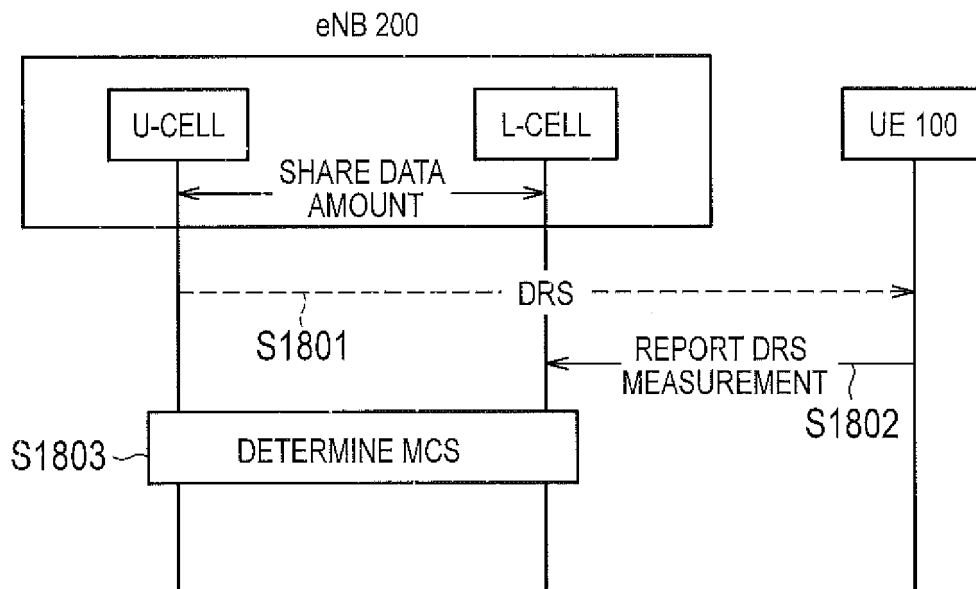 eNB 200
U-CELL
L-CELL
UE 100
SHARE DATA
AMOUNT
DRS
S1801
REPORT DRS
MEASUREMENT
S1802
S1803
DETERMINE MCS